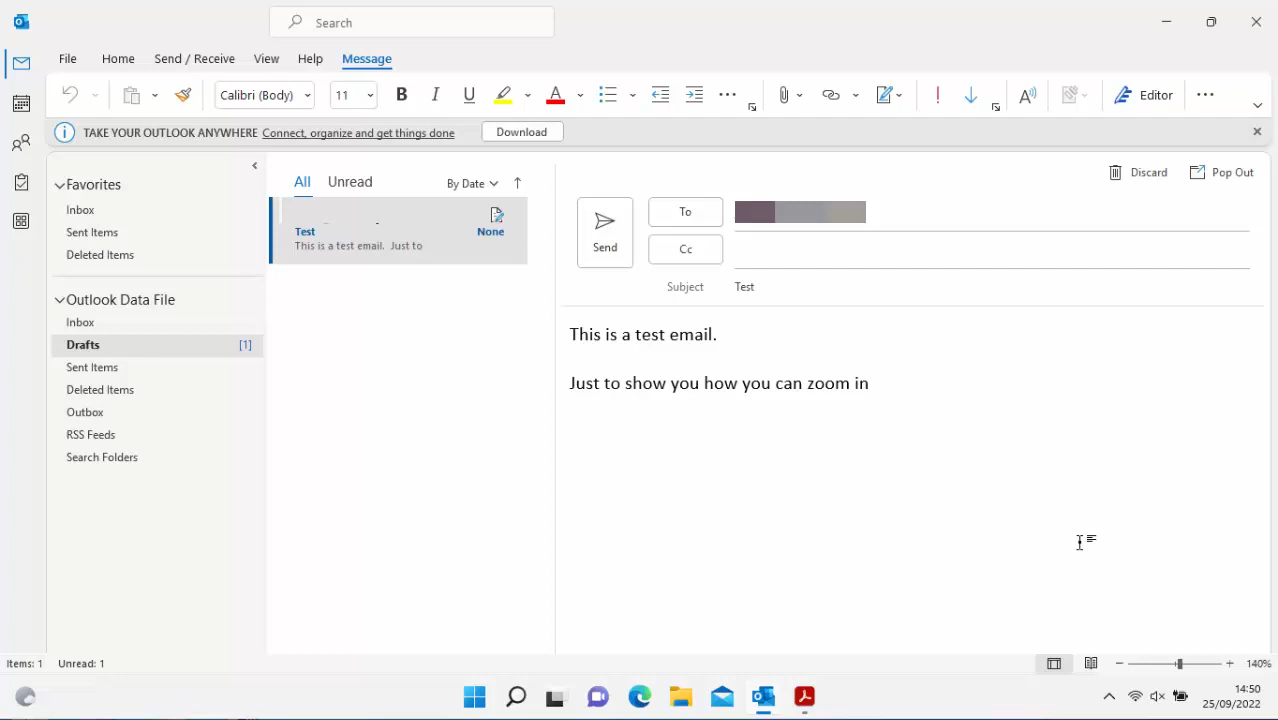 Search
File Home Send / Receive View Help Message
Calibri (Body) 11 B I U A A Editor
TAKE YOUR OUTLOOK ANYWHERE Connect, organize and get things done Download
Discard Pop Out
Favorites
Inbox
Sent Items
Deleted Items
Outlook Data File
Inbox
Drafts [1]
Sent Items
Deleted Items
Outbox
RSS Feeds
Search Folders
All Unread By Date
Test None
This is a test email. Just to
Send
To
Cc
Subject Test
This is a test email.
Just to show you how you can zoom in
Items: 1 Unread: 1 140%
14:50
25/09/2022